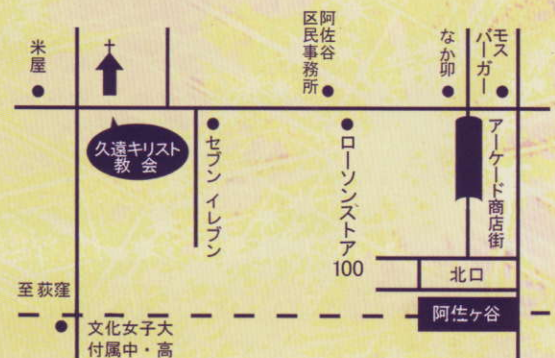 米屋
阿佐谷
区民事務所
なか卯
モス
バーガー
久遠キリスト
教会
セブン イレブン
ローソンストア
100
アーケード商店街
北口
阿佐ヶ谷
至荻窪
文化女子大
付属中・高